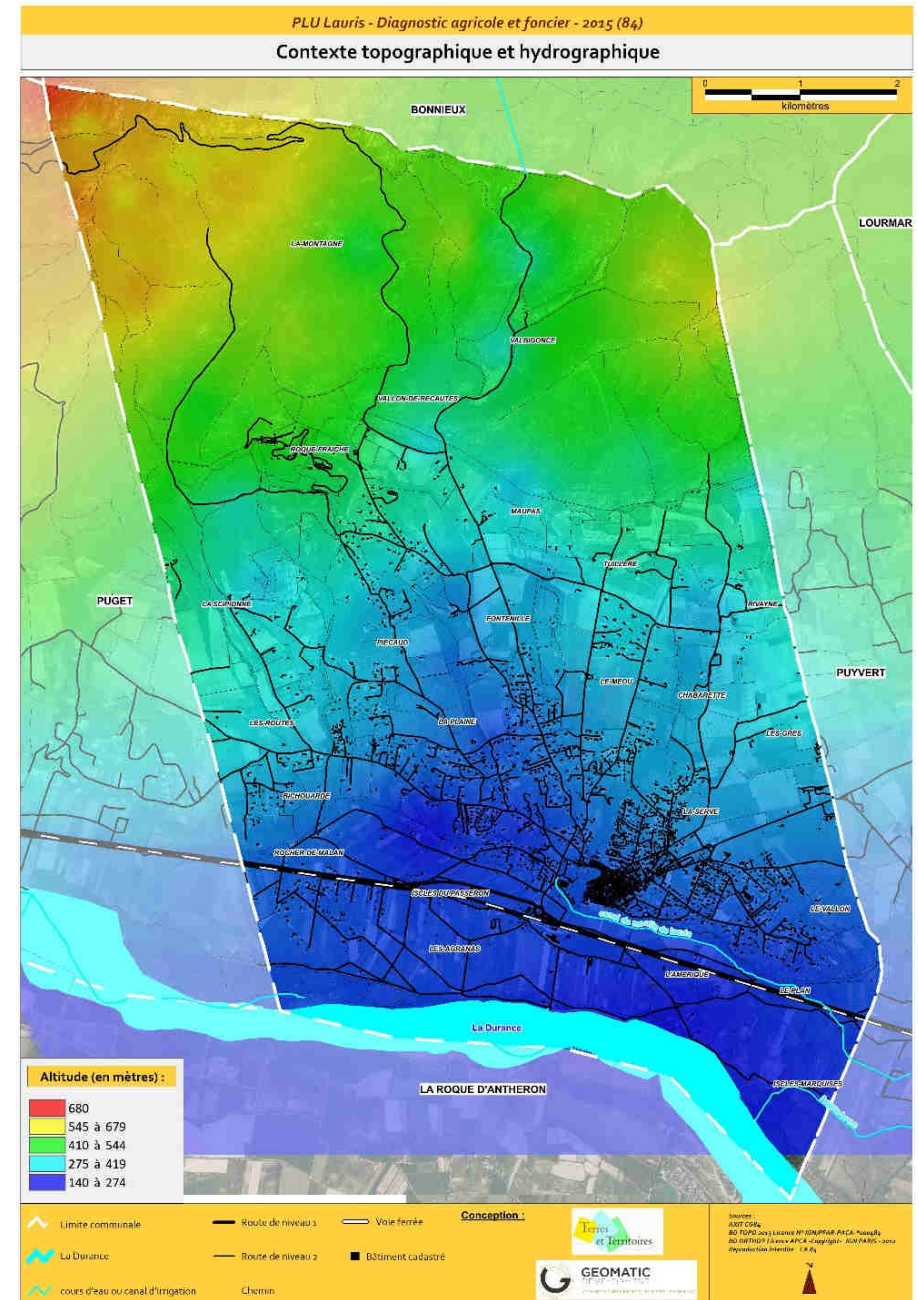 PLU Lauris - Diagnostic agricole et foncier - 2015 (84)
Contexte topographique et hydrographique
0 1 2
kilomètres
BONNIEUX
LOURMAR
LA-MONTAGNE
VALBIGONCE
VALLON-DE-RECAUTES
ROQUE-FRAICHE
MAUPAS
TUILLERE
PUGET
LA-SCIPIONNE
RIVAYNE
FONTENILLE
PIECAUD
PUYVERT
LE-MEOU
CHABARETTE
LES-ROUTES
LA-PLAINE
LES-GRES
BICHOUARDE
LA-SERVE
ROCHER-DE-MALAN
ISCLES DU PASSERON
LE-VALLON
LES-AGRANAS
L'AMERIQUE
LE-PLAN
La Durance
ISCLES-MARQUISES
LA ROQUE D'ANTHERON
Altitude (en mètres) :
680
545 à 679
410 à 544
275 à 419
140 à 274
Limite communale
Route de niveau 1
Voie ferrée
Conception :
La Durance
Route de niveau 2
Bâtiment cadastré
cours d'eau ou canal d'irrigation
Chemin
Terres
et Territoires
GEOMATIC
Sources :